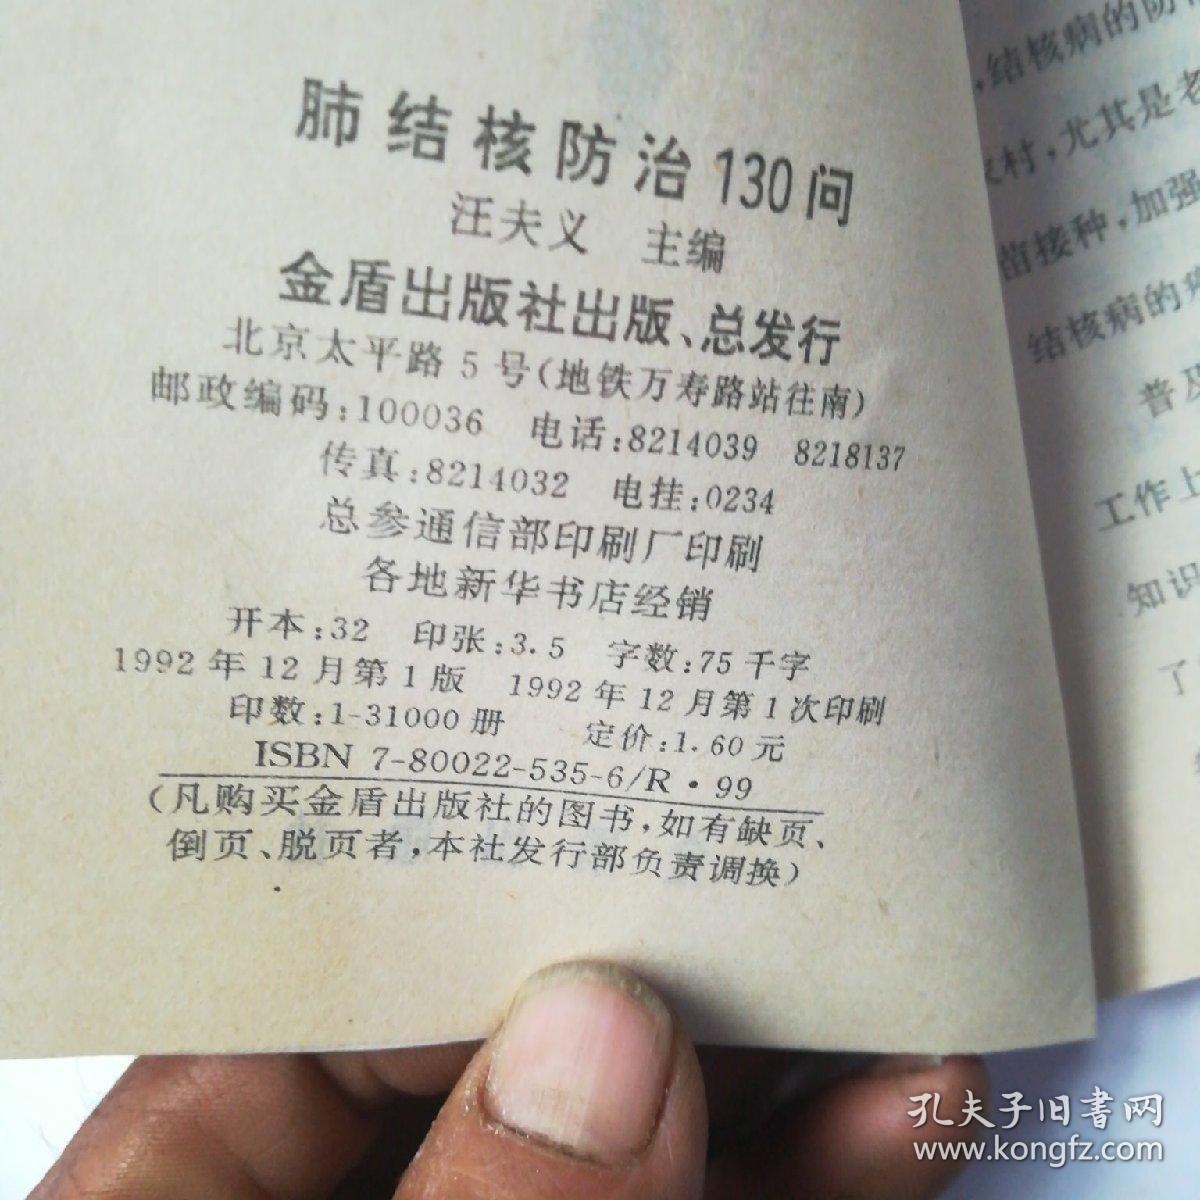 肺结核防治130问
汪夫义 主编
金盾出版社出版、总发行
北京太平路5号(地铁万寿路站往南)
邮政编码:100036 电话:8214039 8218137
传真:8214032 电挂:0234
总参通信部印刷厂印刷
各地新华书店经销
开本:32 印张:3.5 字数:75千字
1992年12月第1版 1992年12月第1次印刷
印数:1-31000册 定价:1.60元
ISBN 7-80022-535-6/R·99
(凡购买金盾出版社的图书,如有缺页、
倒页、脱页者,本社发行部负责调换)
,结核病的防
村,尤其是老
苗接种,加强
结核病的
普及
工作上
知识
了
孔夫子旧书网
www.kongfz.com